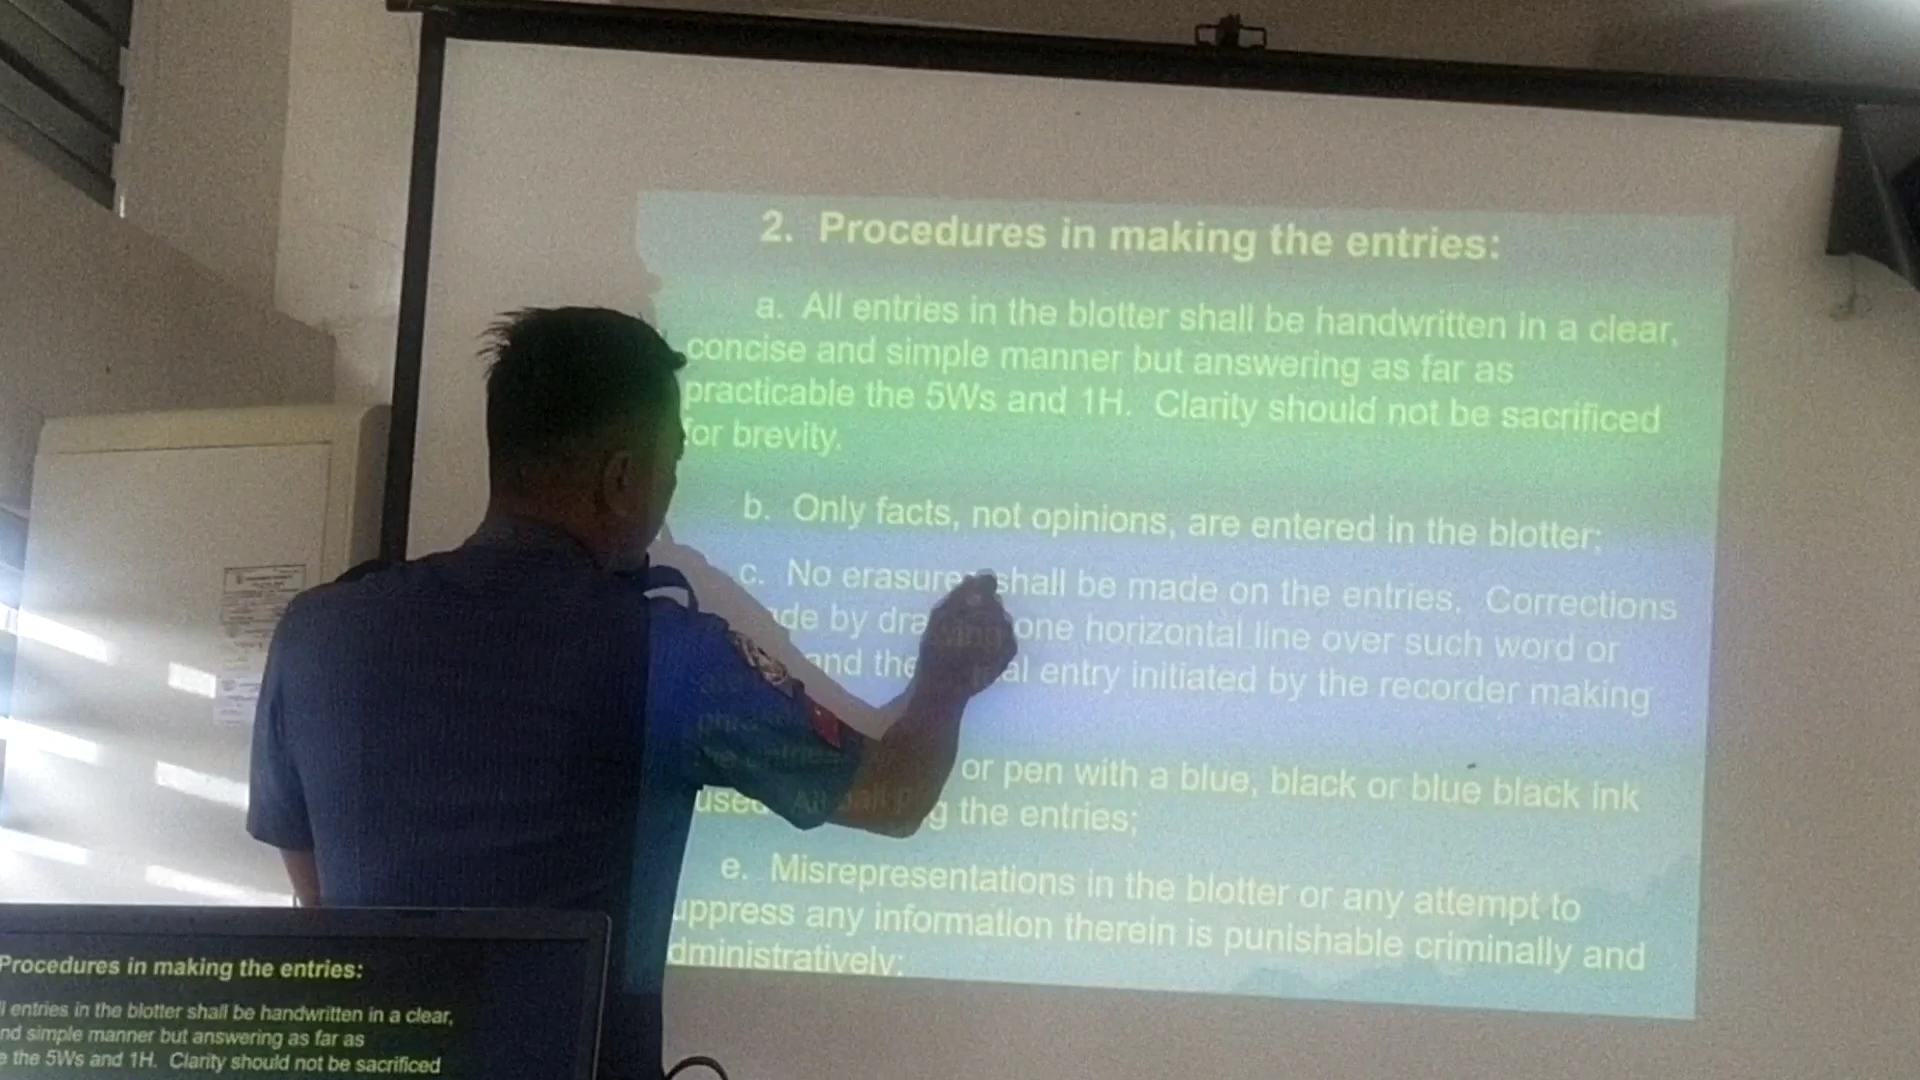 2. Procedures in making the entries:
a. All entries in the blotter shall be handwritten in a clear,
concise and simple manner but answering as far as
practicable the 5Ws and 1H. Clarity should not be sacrificed
for brevity.
b. Only facts, not opinions, are entered in the blotter;
c. No erasures shall be made on the entries. Corrections
de by drawing one horizontal line over such word or
and the al entry initiated by the recorder making
or pen with a blue, black or blue black ink
used g the entries;
e. Misrepresentations in the blotter or any attempt to
uppress any information therein is punishable criminally and
dministratively;
Procedures in making the entries:
l entries in the blotter shall be handwritten in a clear,
nd simple manner but answering as far as
e the 5Ws and 1H. Clarity should not be sacrificed